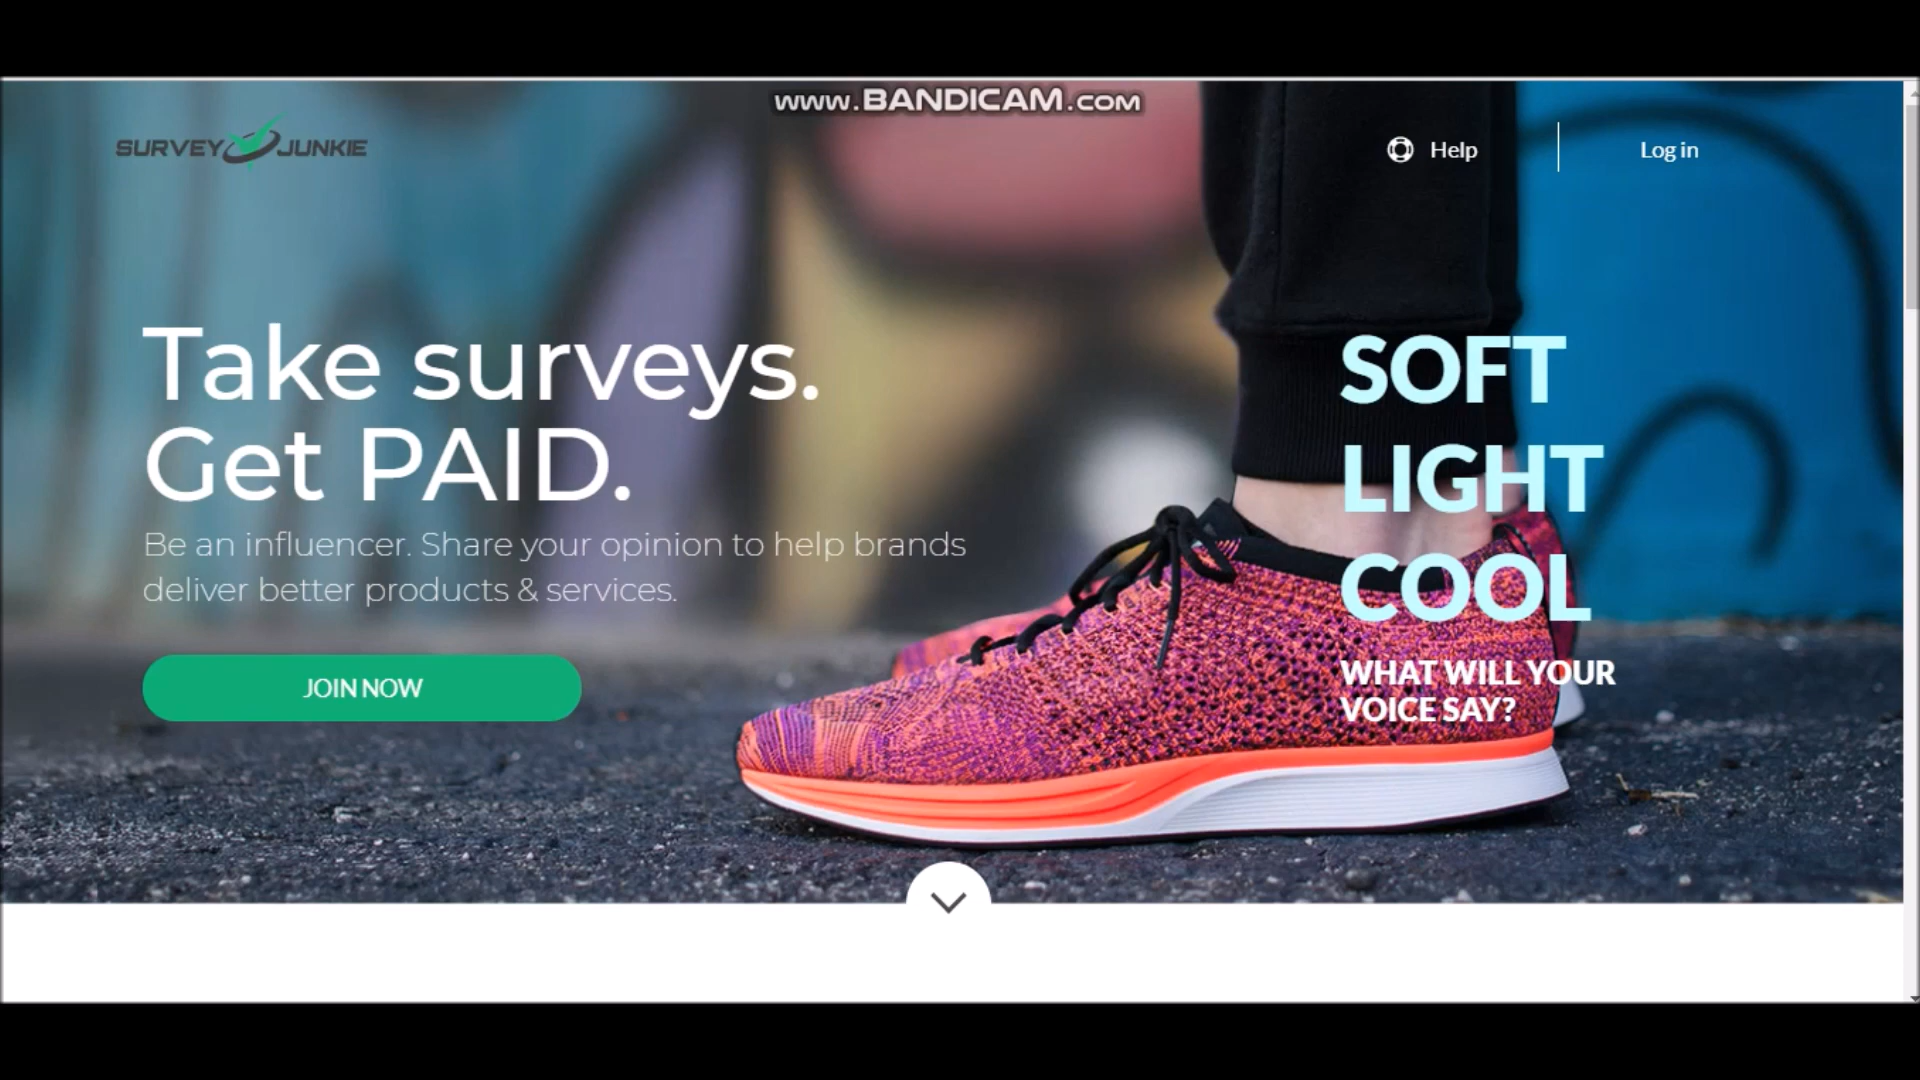 www.BANDICAM.COM
SURVEY JUNKIE
Help
Log in
Take surveys.
Get PAID.
Be an influencer. Share your opinion to help brands
deliver better products & services.
JOIN NOW
SOFT
LIGHT
COOL
WHAT WILL YOUR
VOICE SAY?